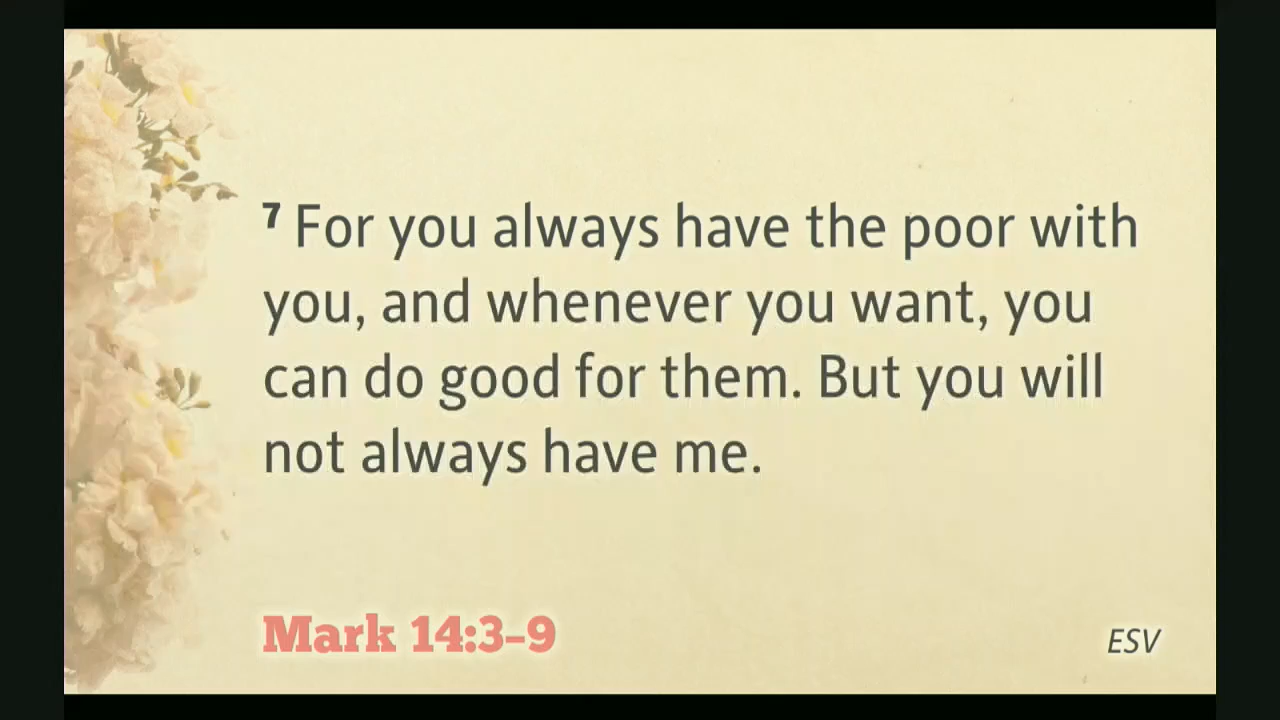 7 For you always have the poor with
you, and whenever you want, you
can do good for them. But you will
not always have me.
Mark 14:3–9
ESV